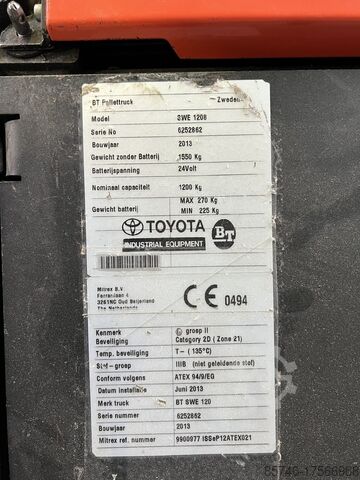 BT Pallettruck Zweden
Model SWE 120S
Serie No 6252862
Bouwjaar 2013
Gewicht zonder Batterij 1550 Kg
Batterijspanning 24Volt
Nominaal capaciteit 1200 Kg
Gewicht batterij MAX 270 Kg
MIN 225 Kg
TOYOTA BT
INDUSTRIAL EQUIPMENT
Mitrex B.V.
3261NC Oud Beijerland
The Netherlands
CE 0494
Kenmerk Ex groep II
Beveiliging Category 2D ( Zone 21)
Temp. beveiliging T- (135°C)
Stof-groep IIIB (niet geleidende stof)
Conform volgens ATEX 94/9/EG
Datum installatie Juni 2013
Merk truck BT SWE 120
Serie nummer 6252862
Bouwjaar 2013
Mitrex ref. nummer 9900977 ISSeP12ATEX021
85746-17566868